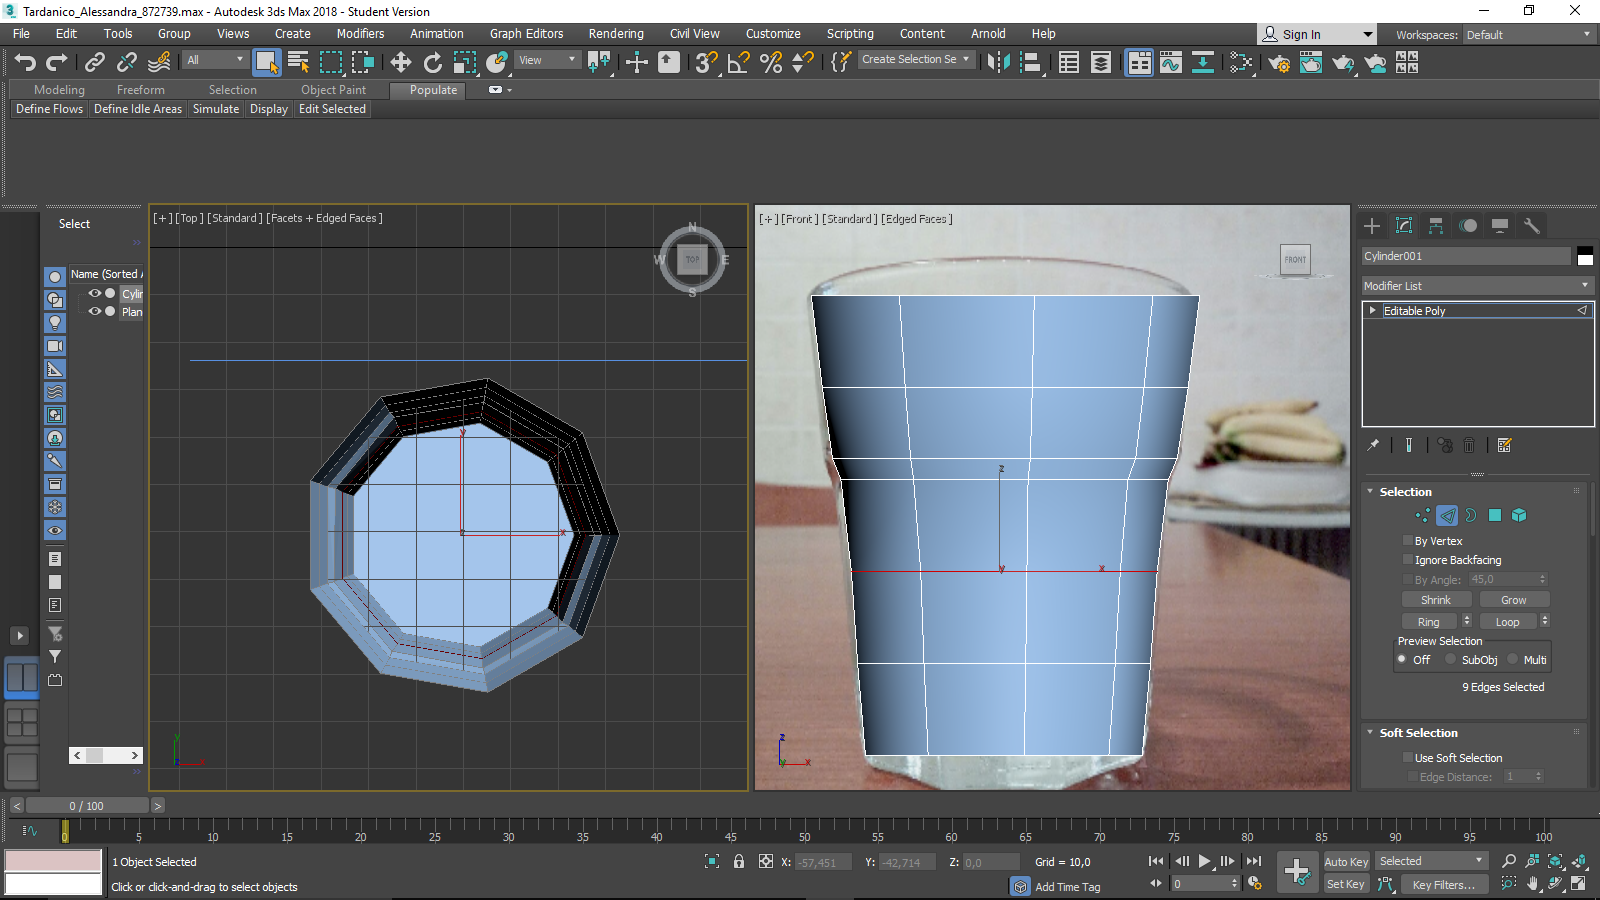 Tardanico_Alessandra_872739.max - Autodesk 3ds Max 2018 - Student Version
File Edit Tools Group Views Create Modifiers Animation Graph Editors Rendering Civil View Customize Scripting Content Arnold Help
Sign In Workspaces: Default
All View Create Selection Se
Modeling Freeform Selection Object Paint Populate
Define Flows Define Idle Areas Simulate Display Edit Selected
Select
Name (Sorted A
Cylin
Plan
[+] [Top] [Standard] [Facets + Edged Faces]
N
W TOP E
S
y
z x
y
x
[+] [Front] [Standard] [Edged Faces]
FRONT
z
y x
z
y x
Cylinder001
Modifier List
Editable Poly
Selection
By Vertex
Ignore Backfacing
By Angle: 45,0
Shrink Grow
Ring Loop
Preview Selection
Off SubObj Multi
9 Edges Selected
Soft Selection
Use Soft Selection
Edge Distance: 1
< 0 / 100 >
0 5 10 15 20 25 30 35 40 45 50 55 60 65 70 75 80 85 90 95 100
1 Object Selected
Click or click-and-drag to select objects
X: -57,451 Y: -42,714 Z: 0,0 Grid = 10,0
Add Time Tag
0
Auto Key Selected
Set Key Key Filters...